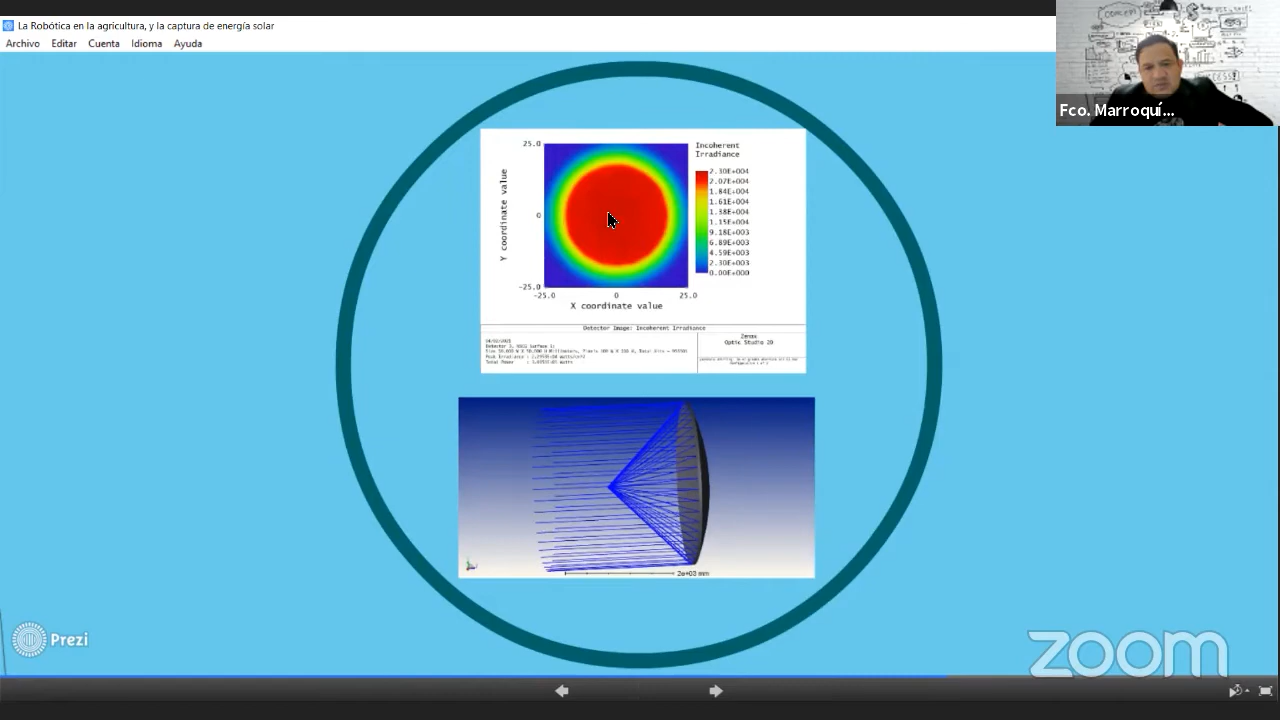 La Robótica en la agricultura, y la captura de energía solar
Archivo Editar Cuenta Idioma Ayuda
Fco. Marroquí...
Incoherent
Irradiance
2.30E+004
2.07E+004
1.84E+004
1.61E+004
1.38E+004
1.15E+004
9.18E+003
6.89E+003
4.59E+003
2.30E+003
0.00E+000
Y coordinate value
25.0
0
-25.0
-25.0 0 25.0
X coordinate value
Detector Image: Incoherent Irradiance
Zemax
Optic Studio 20
Total Power
2e+03 mm
Prezi
zoom